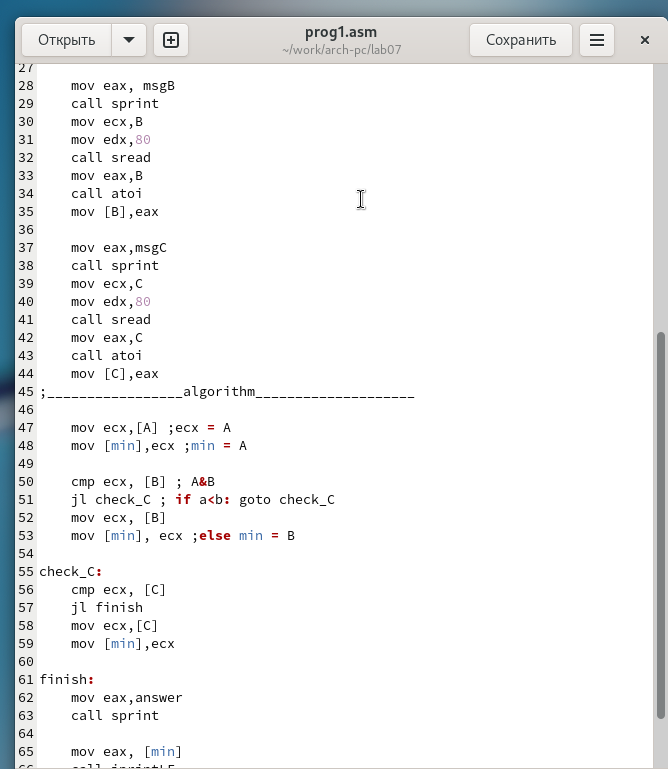 Открыть
prog1.asm
~/work/arch-pc/lab07
Сохранить
27
28 mov eax, msgB
29 call sprint
30 mov ecx,B
31 mov edx,80
32 call sread
33 mov eax,B
34 call atoi
35 mov [B],eax
36
37 mov eax,msgC
38 call sprint
39 mov ecx,C
40 mov edx,80
41 call sread
42 mov eax,C
43 call atoi
44 mov [C],eax
45 ;_________________algorithm____________________
46
47 mov ecx,[A] ;ecx = A
48 mov [min],ecx ;min = A
49
50 cmp ecx, [B] ; A&B
51 jl check_C ; if a<b: goto check_C
52 mov ecx, [B]
53 mov [min], ecx ;else min = B
54
55 check_C:
56 cmp ecx, [C]
57 jl finish
58 mov ecx,[C]
59 mov [min],ecx
60
61 finish:
62 mov eax,answer
63 call sprint
64
65 mov eax, [min]
66 call iprintLF